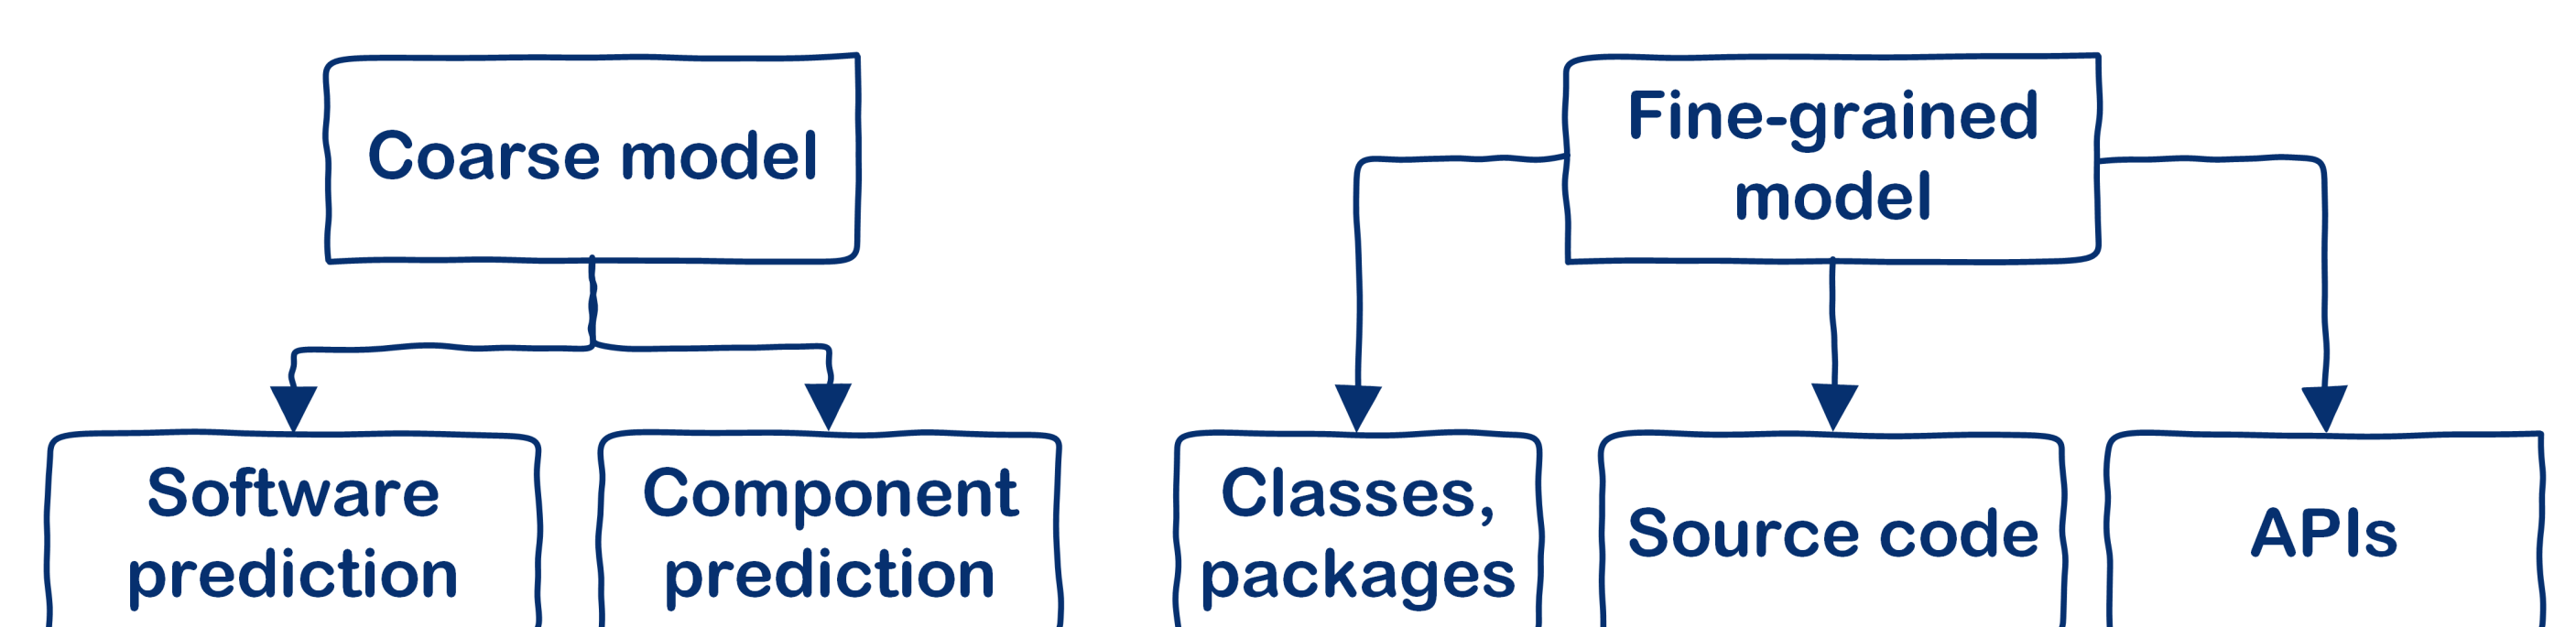 Coarse model
Fine-grained
model
Software
prediction
Component
prediction
Classes,
packages
Source code
APIs